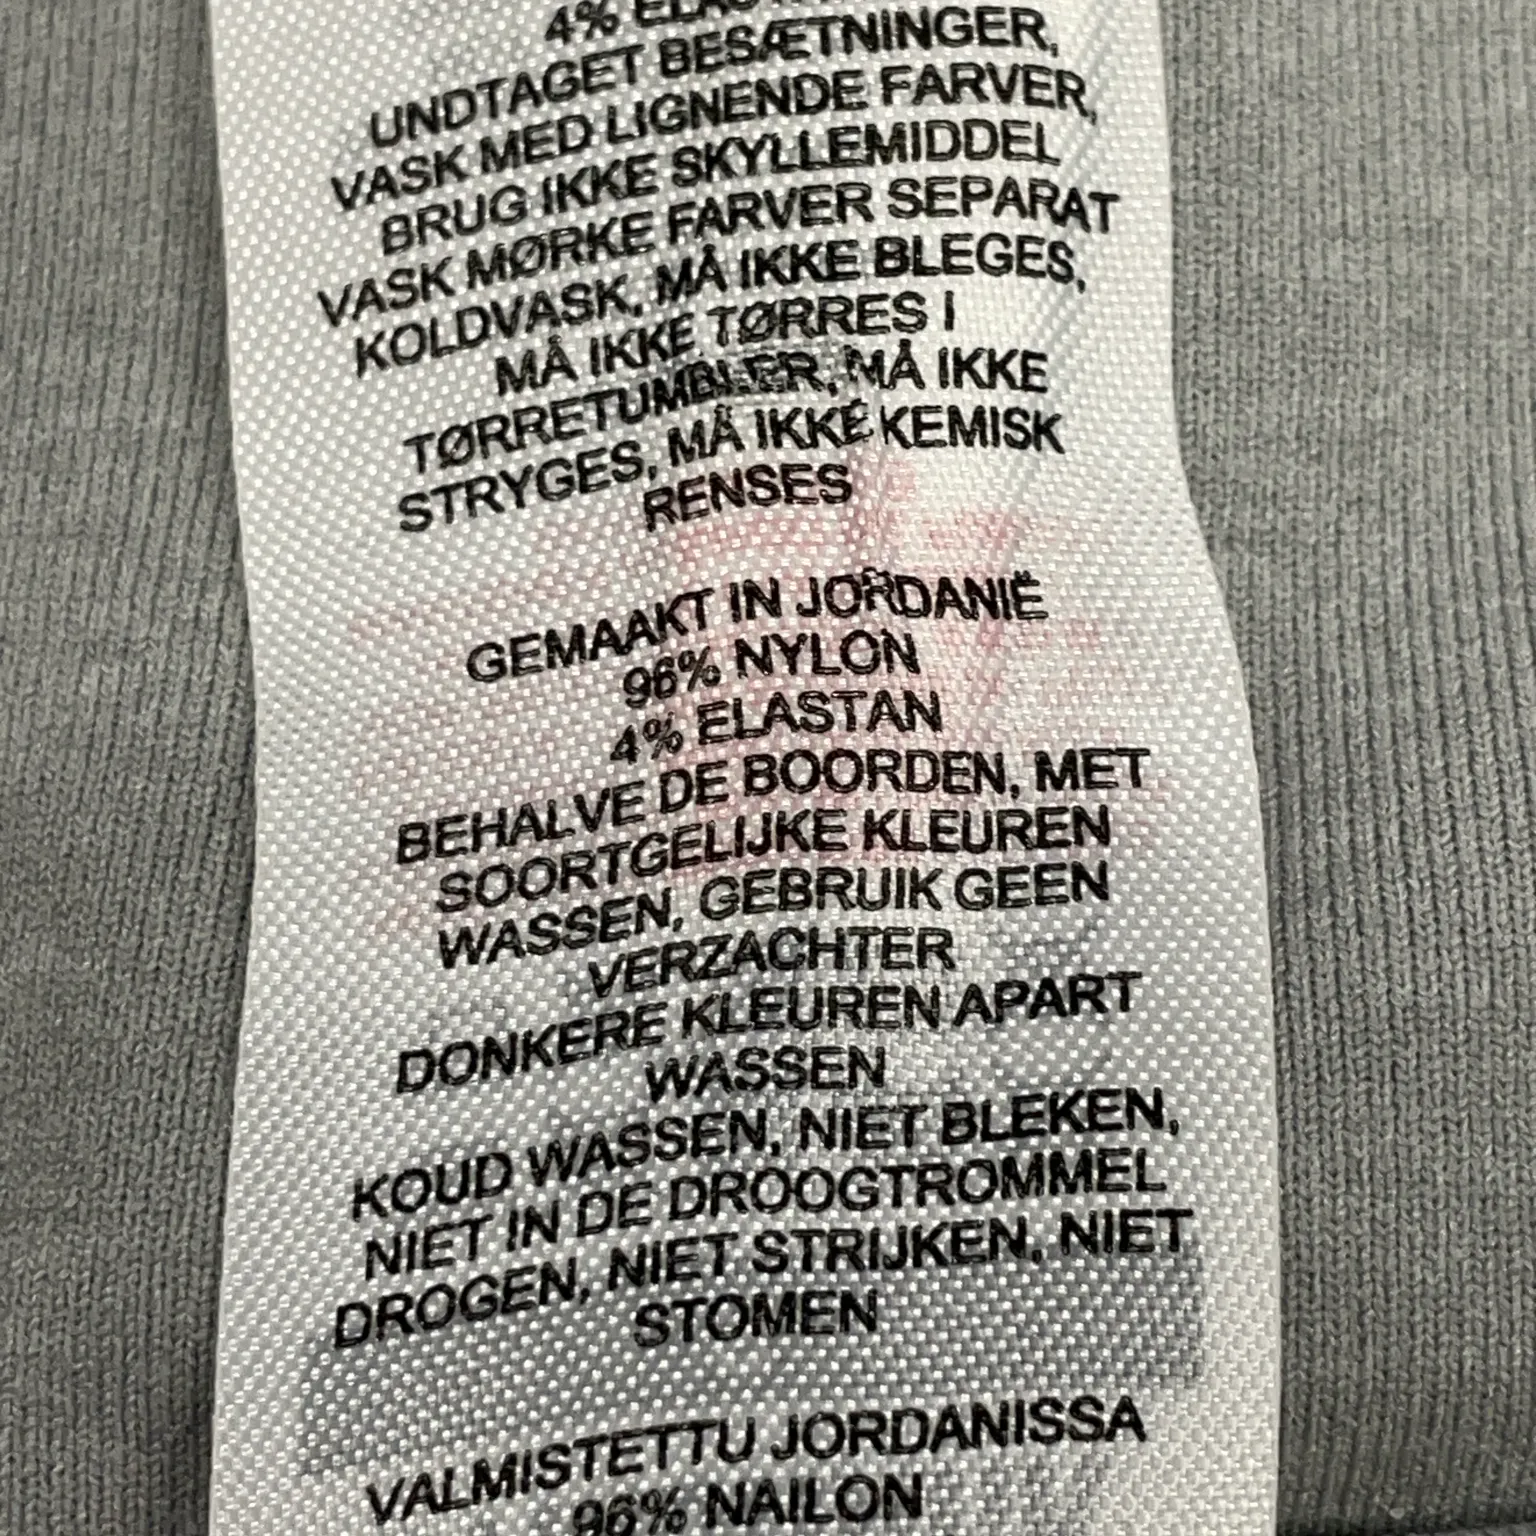 4%
UNDTAGET BESÆTNINGER,
VASK MED LIGNENDE FARVER,
BRUG IKKE SKYLLEMIDDEL
VASK MØRKE FARVER SEPARAT
KOLDVASK, MÅ IKKE BLEGES,
MÅ IKKE TØRRES I
TØRRETUMBLER, MÅ IKKE
STRYGES, MÅ IKKE KEMISK
RENSES
GEMAAKT IN JORDANIË
96% NYLON
4% ELASTAN
BEHALVE DE BOORDEN, MET
SOORTGELIJKE KLEUREN
WASSEN, GEBRUIK GEEN
VERZACHTER
DONKERE KLEUREN APART
WASSEN
KOUD WASSEN, NIET BLEKEN,
NIET IN DE DROOGTROMMEL
DROGEN, NIET STRIJKEN, NIET
STOMEN
VALMISTETTU JORDANISSA
96% NAILON